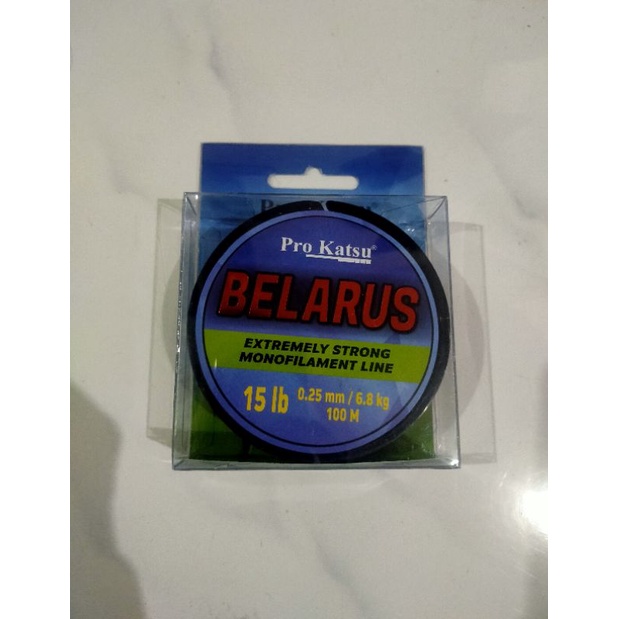 Pro Katsu®
BELARUS
EXTREMELY STRONG
MONOFILAMENT LINE
15 lb
0.25 mm / 6.8 kg
100 M